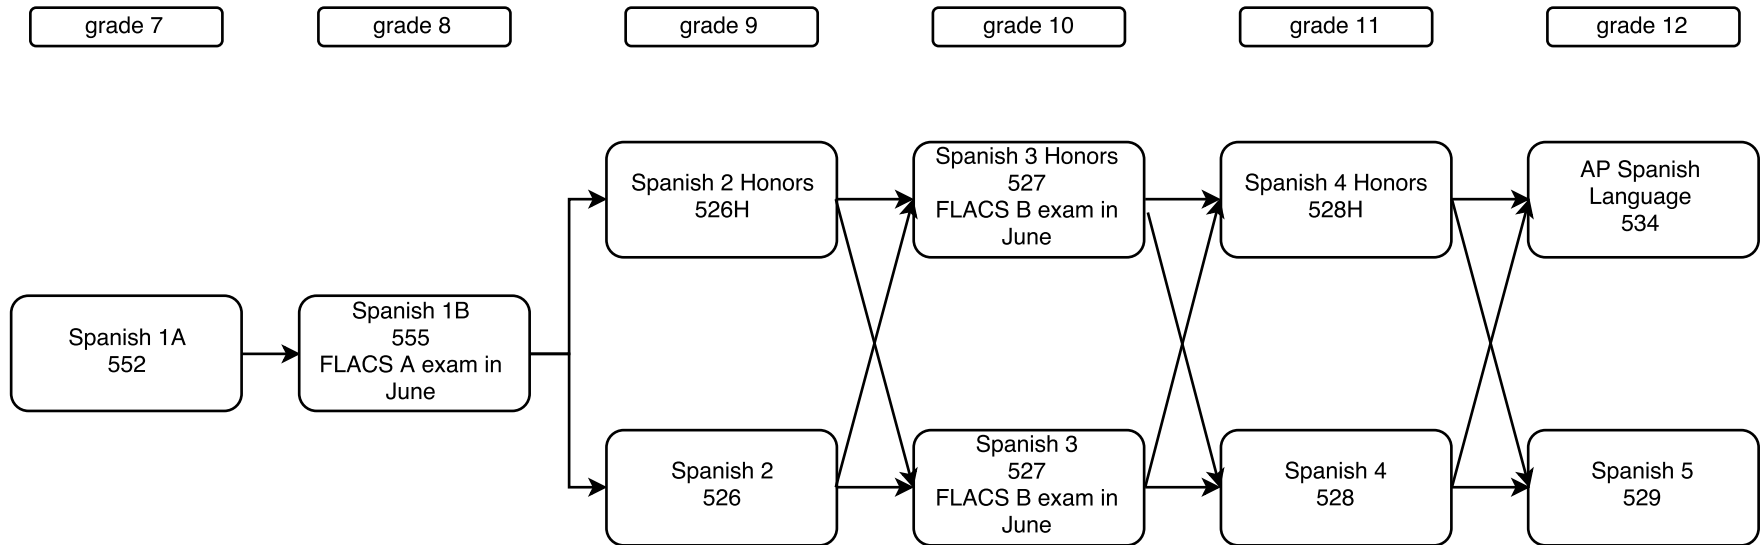 grade 7
grade 8
grade 9
grade 10
grade 11
grade 12
Spanish 1A
552
Spanish 1B
555
FLACS A exam in
June
Spanish 2 Honors
526H
Spanish 3 Honors
527
FLACS B exam in
June
Spanish 4 Honors
528H
AP Spanish
Language
534
Spanish 2
526
Spanish 3
527
FLACS B exam in
June
Spanish 4
528
Spanish 5
529